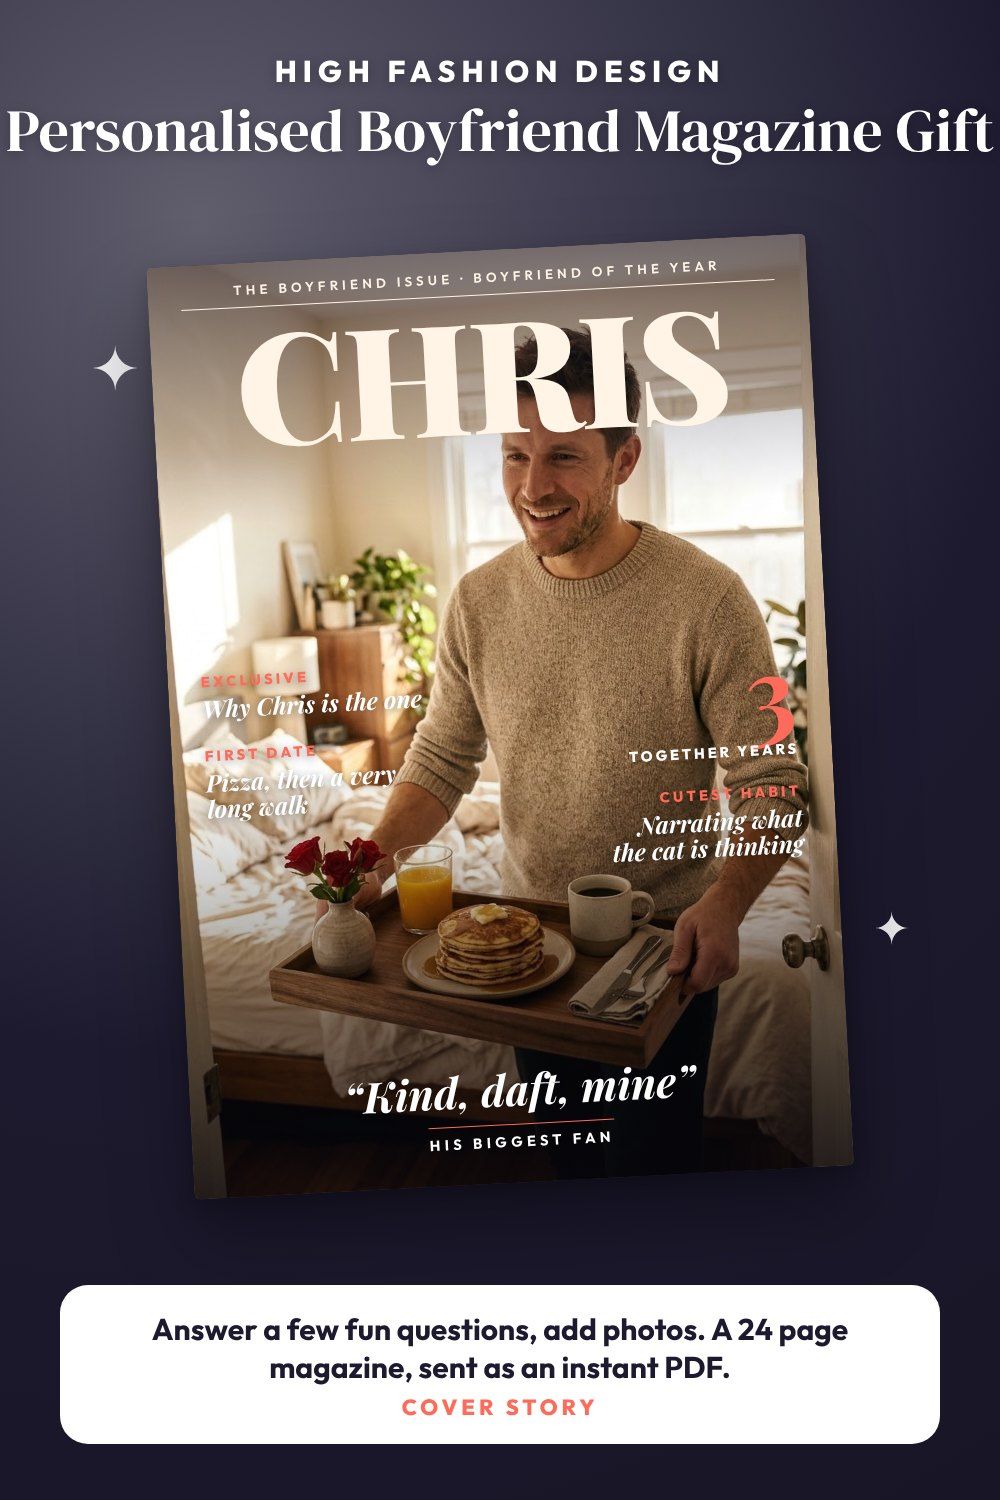 HIGH FASHION DESIGN
Personalised Boyfriend Magazine Gift
THE BOYFRIEND ISSUE · BOYFRIEND OF THE YEAR
CHRIS
EXCLUSIVE
Why Chris is the one
FIRST DATE
Pizza, then a very
long walk
3
TOGETHER YEARS
CUTEST HABIT
Narrating what
the cat is thinking
“Kind, daft, mine”
HIS BIGGEST FAN
Answer a few fun questions, add photos. A 24 page
magazine, sent as an instant PDF.
COVER STORY